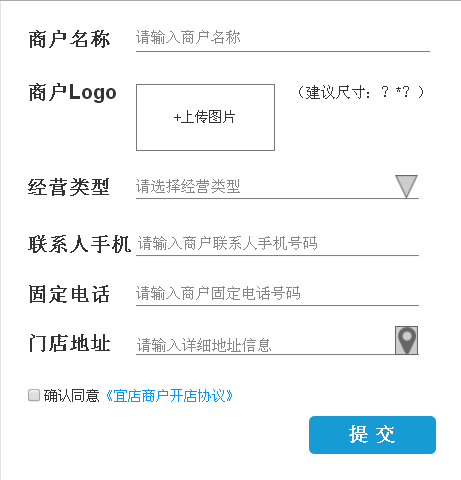 商户名称 请输入商户名称
商户Logo +上传图片 （建议尺寸：？*？）
经营类型 请选择经营类型
联系人手机 请输入商户联系人手机号码
固定电话 请输入商户固定电话号码
门店地址 请输入详细地址信息
确认同意《宜店商户开店协议》
提 交